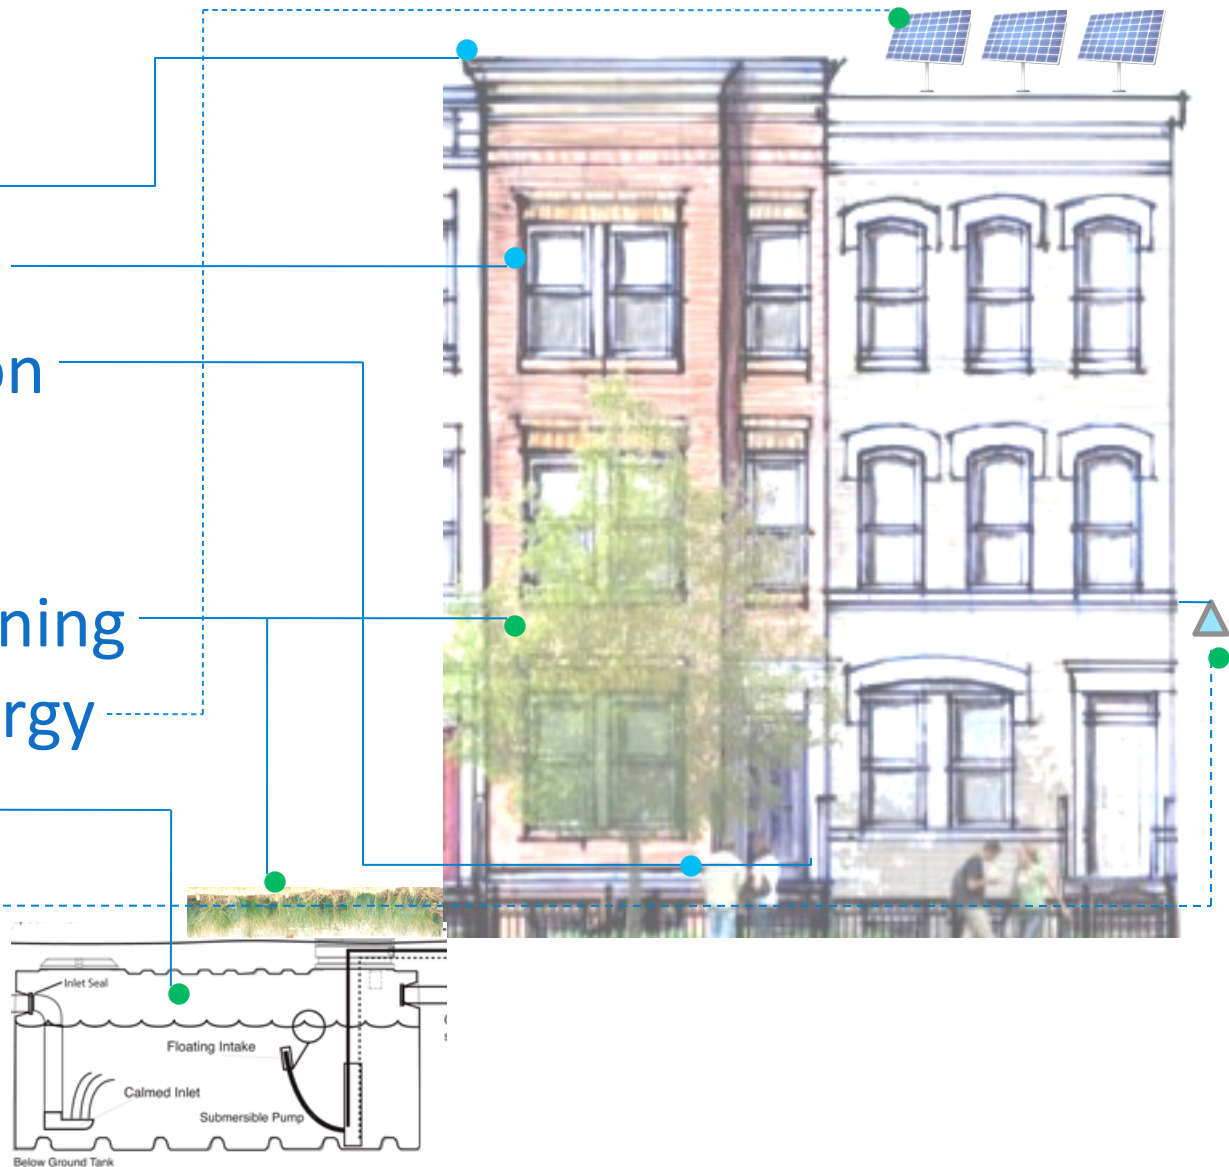 on
ning
rgy
Inlet Seal
Floating Intake
Calmed Inlet
Submersible Pump
Below Ground Tank